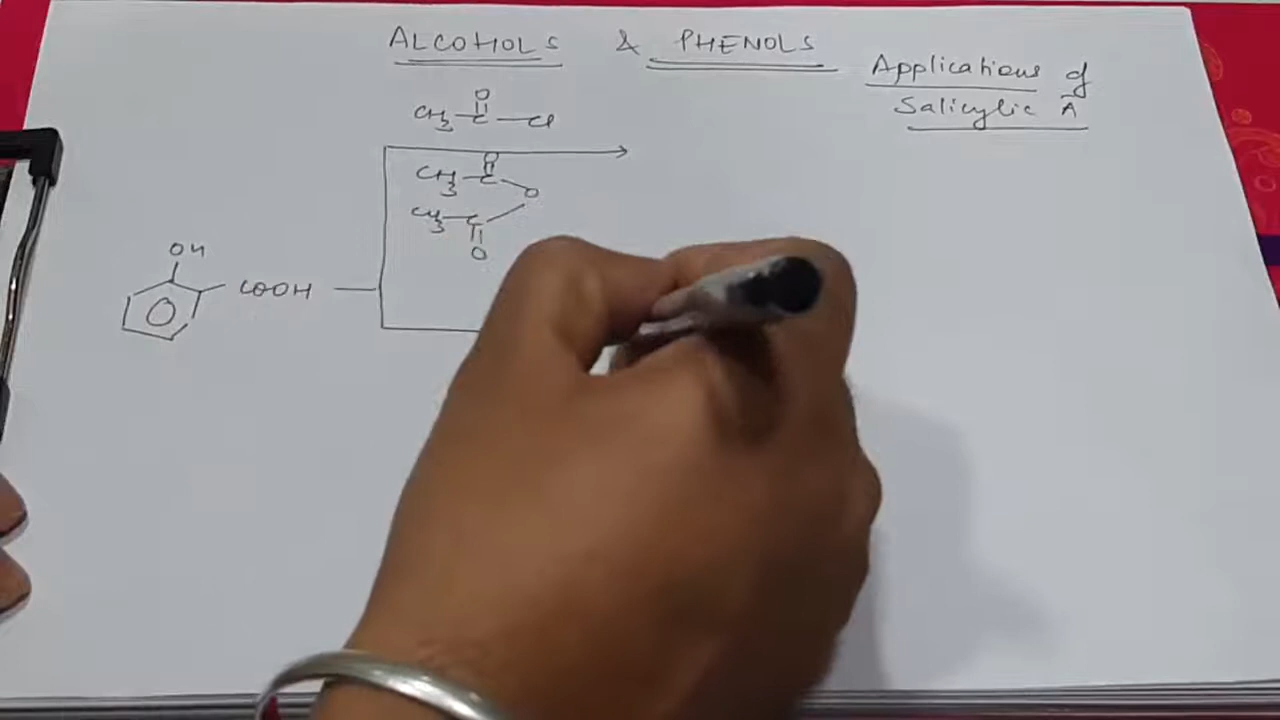 ALCOHOLS & PHENOLS
Applications of
Salicylic Ā
O
CH3-C-Cl
O
CH3-C
O
CH3-C
O
OH
COOH
O